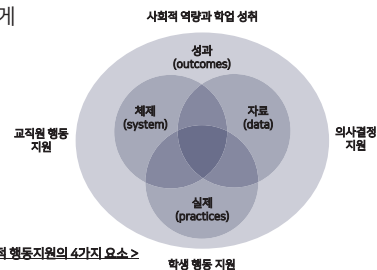 게
사회적 역량과 학업 성취
성과
(outcomes)
체제
(system)
자료
(data)
교직원 행동
지원
의사결정
지원
실제
(practices)
행동지원의 4가지 요소 >
학생 행동 지원